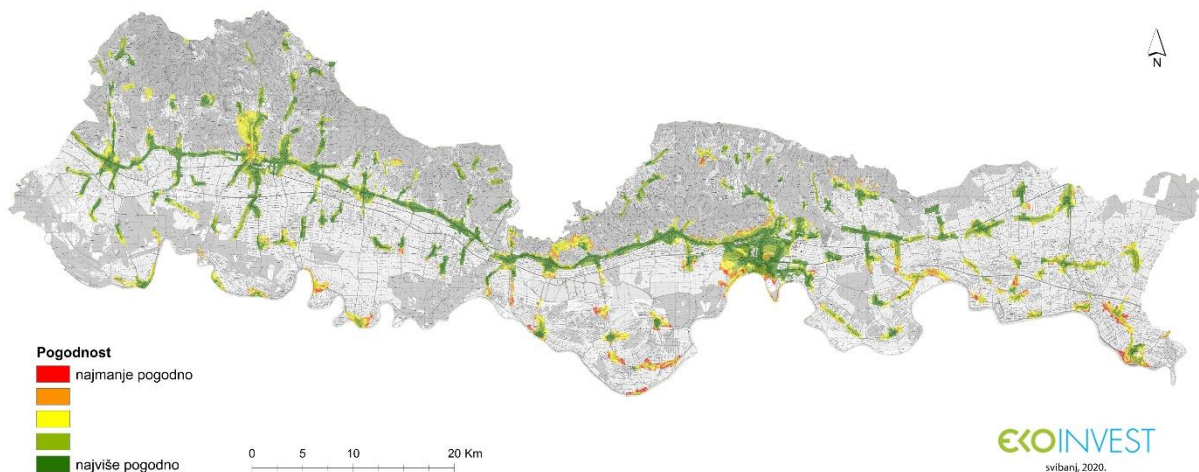 N
Pogodnost
najmanje pogodno
najviše pogodno
0 5 10 20 Km
EKOINVEST
svibanj, 2020.